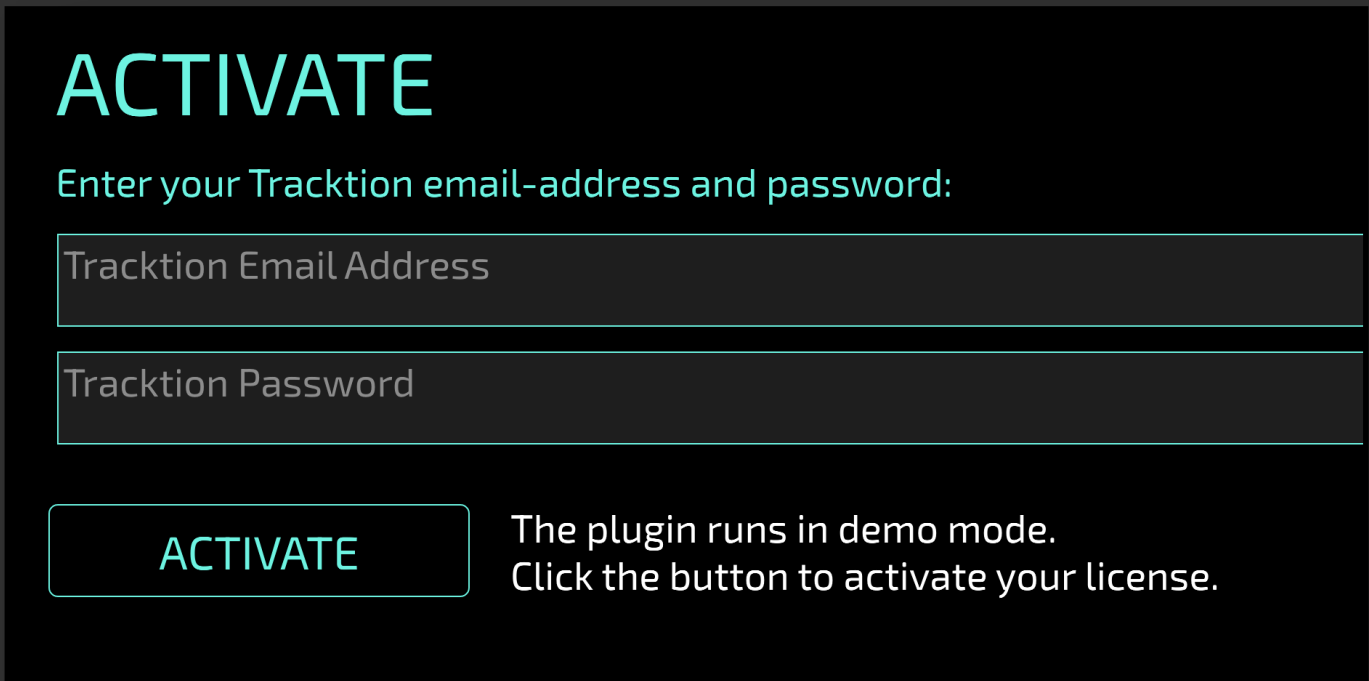 ACTIVATE
Enter your Tracktion email-address and password:
Tracktion Email Address
Tracktion Password
ACTIVATE
The plugin runs in demo mode.
Click the button to activate your license.